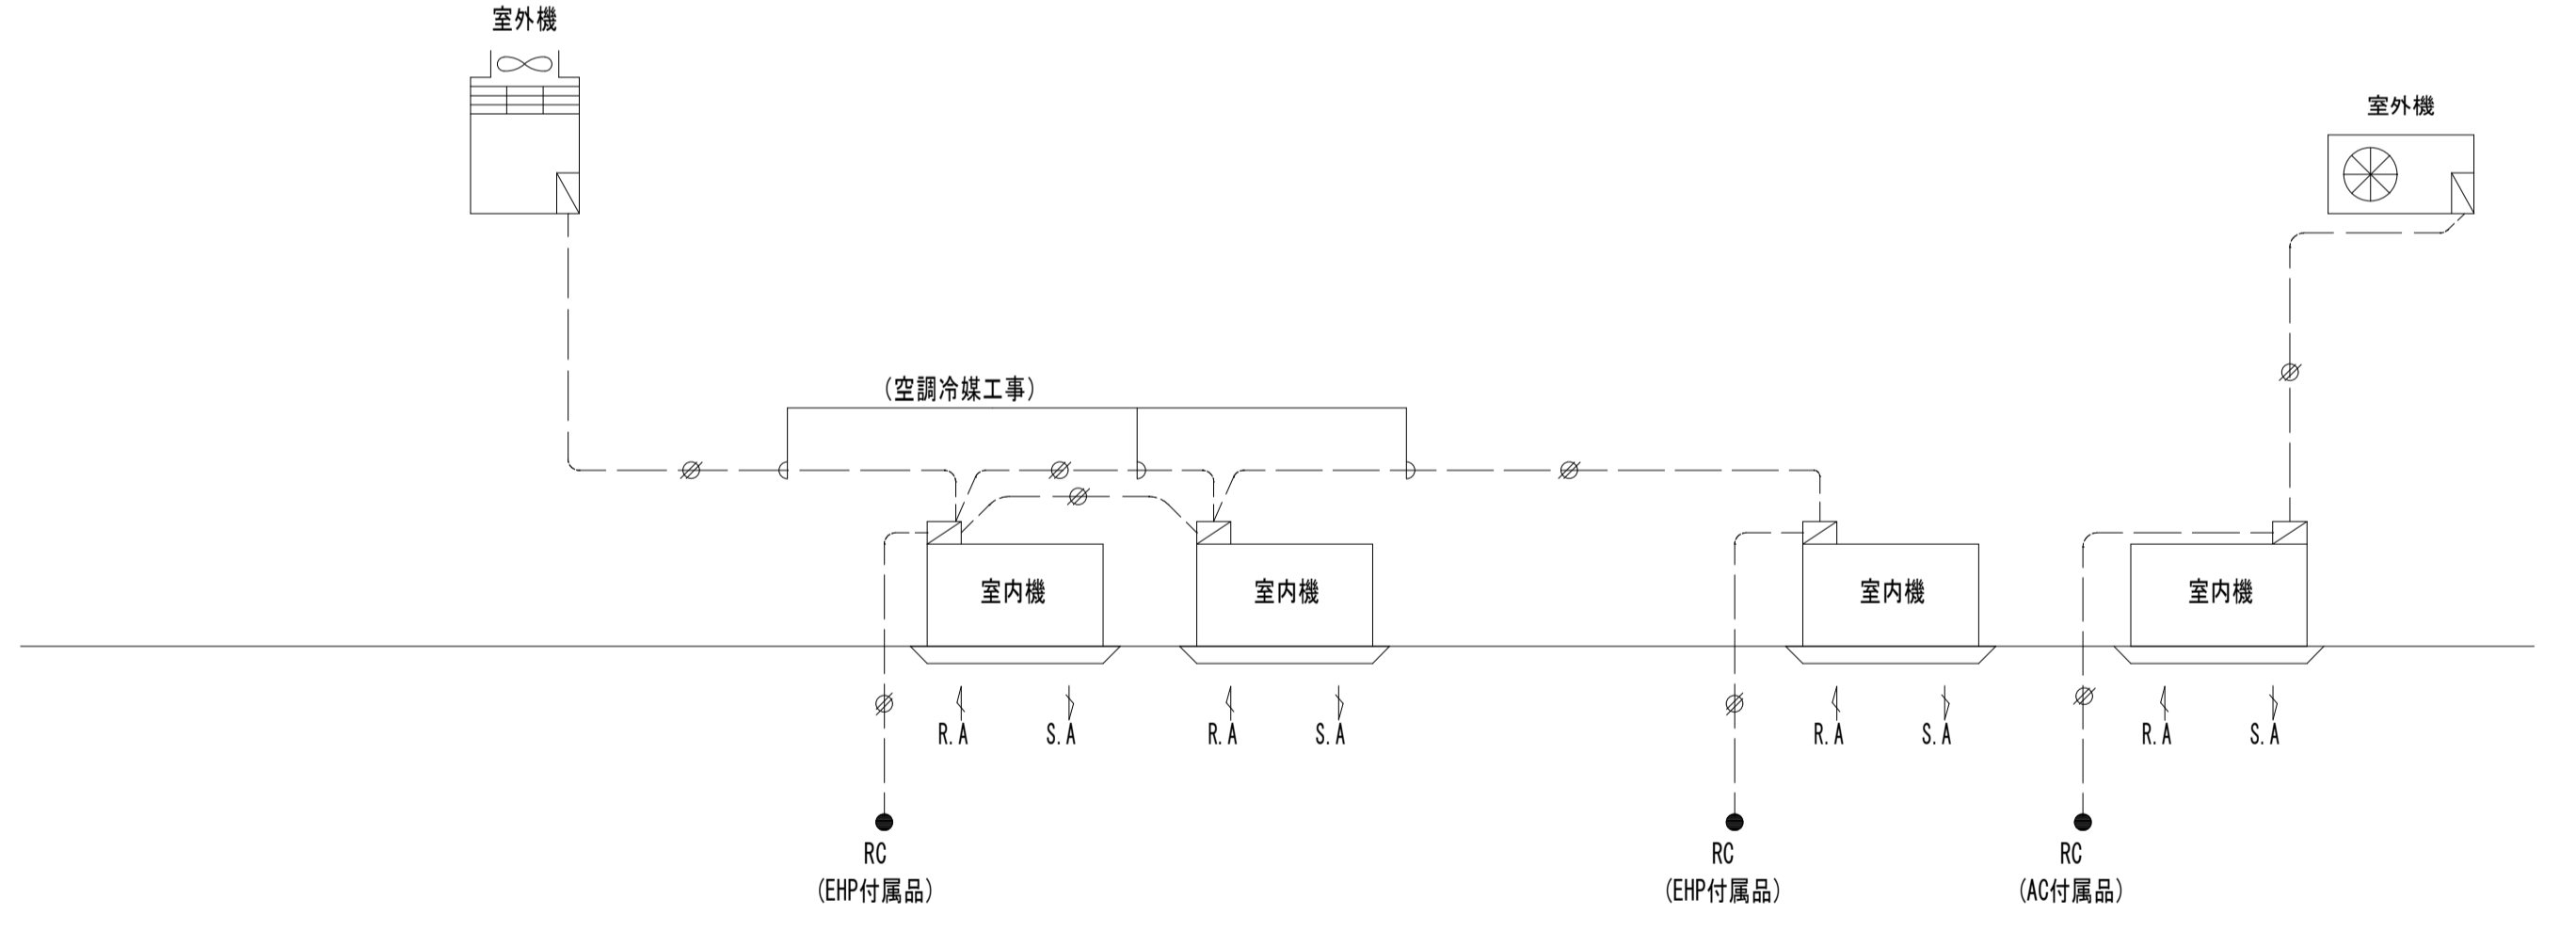 室外機
室外機
(空調冷媒工事)
室内機
室内機
室内機
室内機
R.A
S.A
R.A
S.A
R.A
S.A
R.A
S.A
RC
(EHP付属品)
RC
(EHP付属品)
RC
(AC付属品)